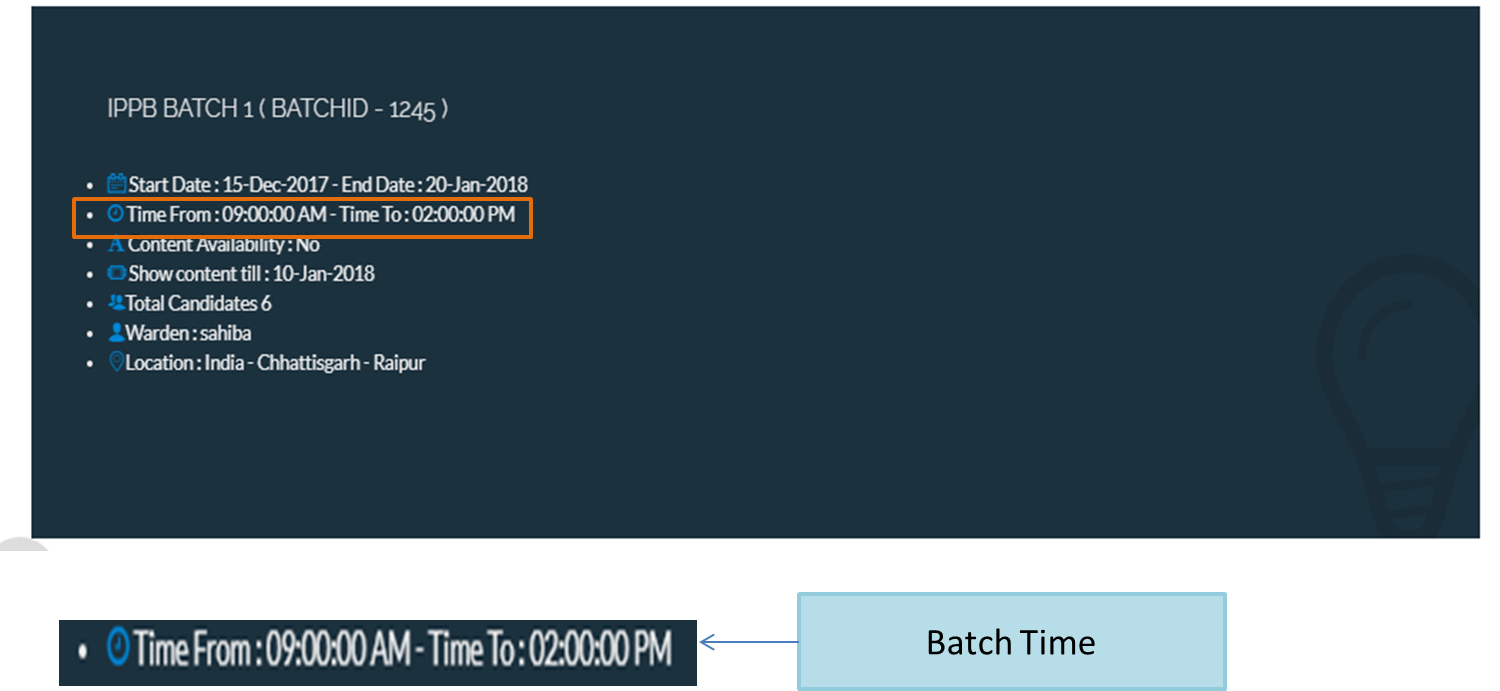 IPPB BATCH 1 ( BATCHID - 1245 )
• Start Date : 15-Dec-2017 - End Date : 20-Jan-2018
• Time From : 09:00:00 AM - Time To : 02:00:00 PM
• A Content Availability : No
• Show content till : 10-Jan-2018
• Total Candidates 6
• Warden : sahiba
• Location : India - Chhattisgarh - Raipur
• Time From : 09:00:00 AM - Time To : 02:00:00 PM
Batch Time